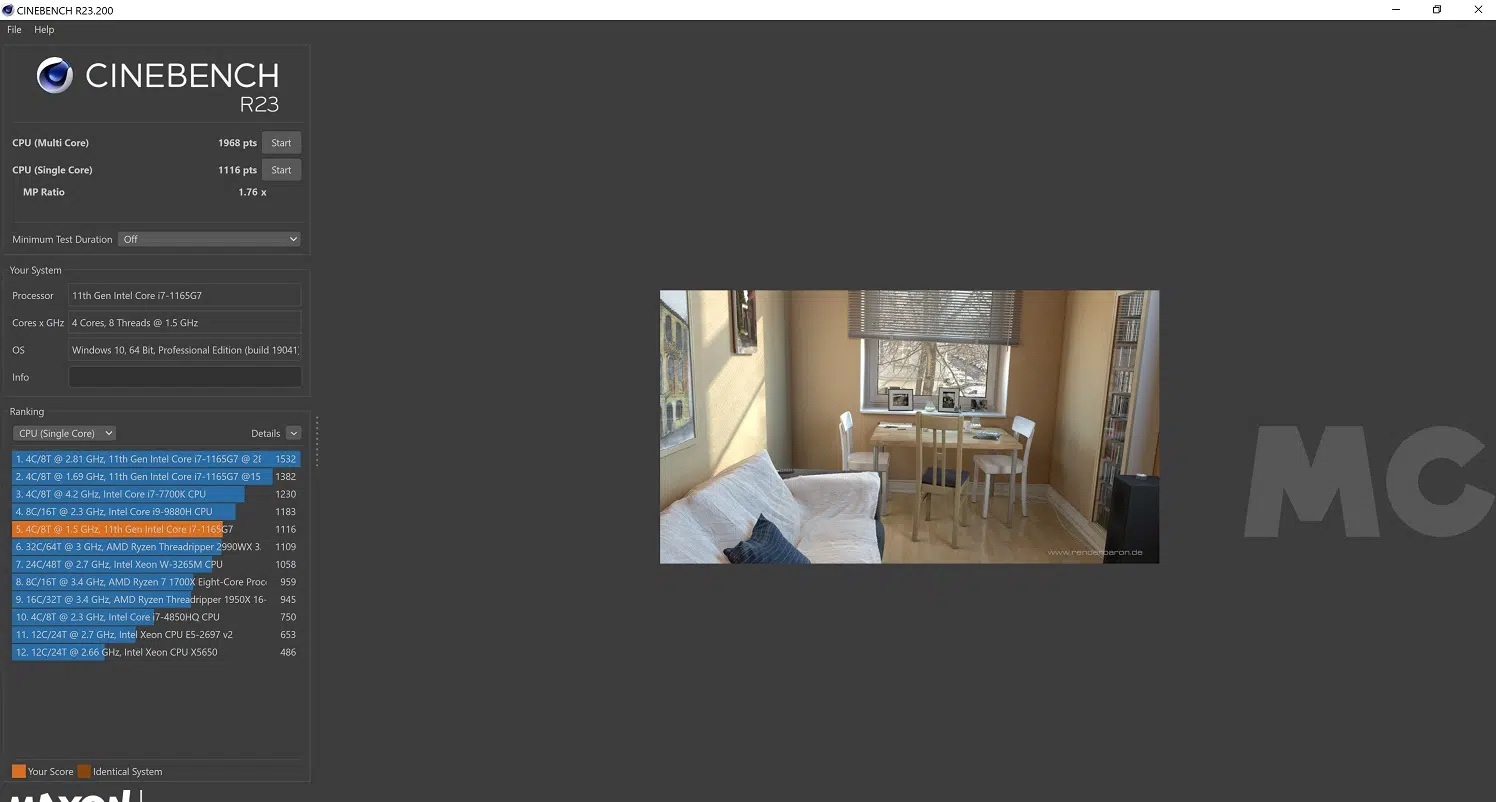 CINEBENCH R23.200
File Help
CINEBENCH
R23
CPU (Multi Core) 1968 pts Start
CPU (Single Core) 1116 pts Start
MP Ratio 1.76 x
Minimum Test Duration Off
Your System
Processor 11th Gen Intel Core i7-1165G7
Cores x GHz 4 Cores, 8 Threads @ 1.5 GHz
OS Windows 10, 64 Bit, Professional Edition (build 19041)
Info
Ranking
CPU (Single Core) Details
1. 4C/8T @ 2.81 GHz, 11th Gen Intel Core i7-1165G7 @ 28 1532
2. 4C/8T @ 1.69 GHz, 11th Gen Intel Core i7-1165G7 @15 1382
3. 4C/8T @ 4.2 GHz, Intel Core i7-7700K CPU 1230
4. 8C/16T @ 2.3 GHz, Intel Core i9-9880H CPU 1183
5. 4C/8T @ 1.5 GHz, 11th Gen Intel Core i7-1165G7 1116
6. 32C/64T @ 3 GHz, AMD Ryzen Threadripper 2990WX 3. 1109
7. 24C/48T @ 2.7 GHz, Intel Xeon W-3265M CPU 1058
8. 8C/16T @ 3.4 GHz, AMD Ryzen 7 1700X Eight-Core Proc 959
9. 16C/32T @ 3.4 GHz, AMD Ryzen Threadripper 1950X 16- 945
10. 4C/8T @ 2.3 GHz, Intel Core i7-4850HQ CPU 750
11. 12C/24T @ 2.7 GHz, Intel Xeon CPU E5-2697 v2 653
12. 12C/24T @ 2.66 GHz, Intel Xeon CPU X5650 486
www.renderbaron.de
MC
Your Score Identical System
MAXON